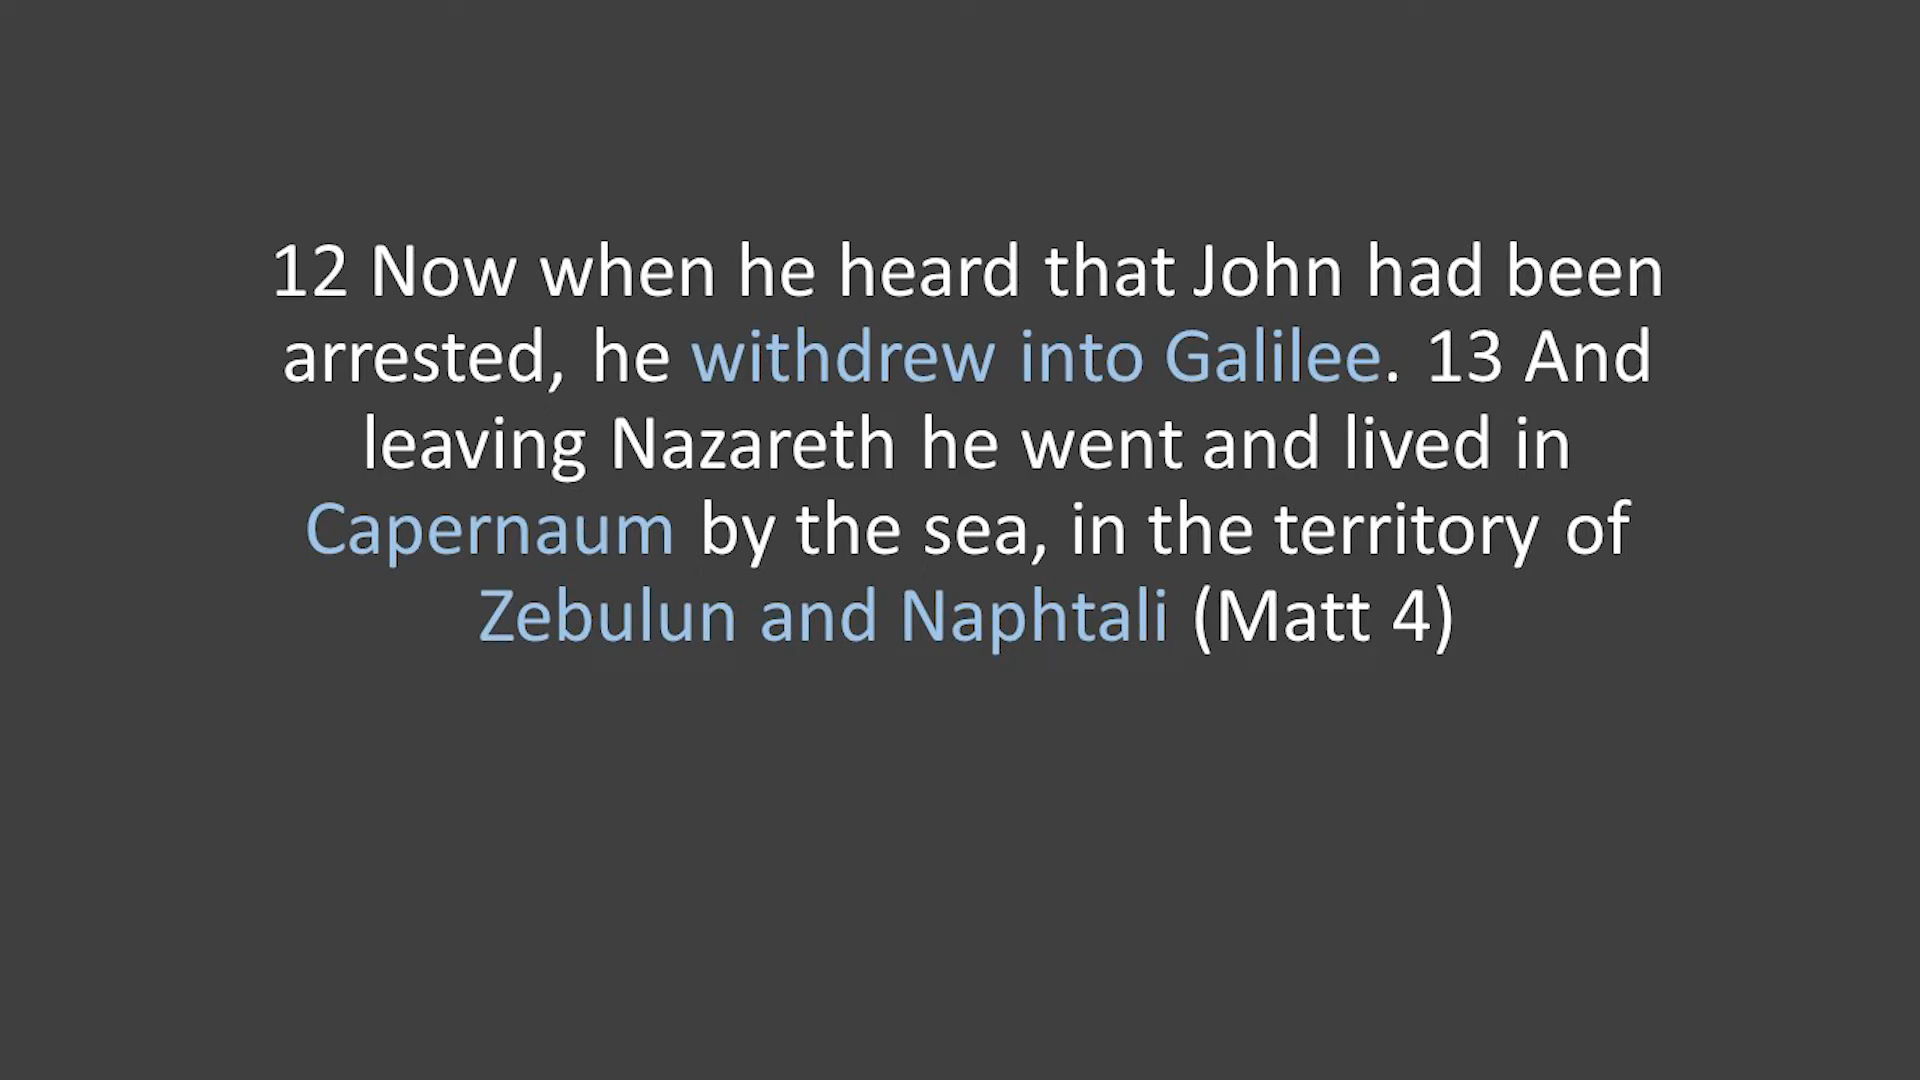 12 Now when he heard that John had been
arrested, he withdrew into Galilee. 13 And
leaving Nazareth he went and lived in
Capernaum by the sea, in the territory of
Zebulun and Naphtali (Matt 4)